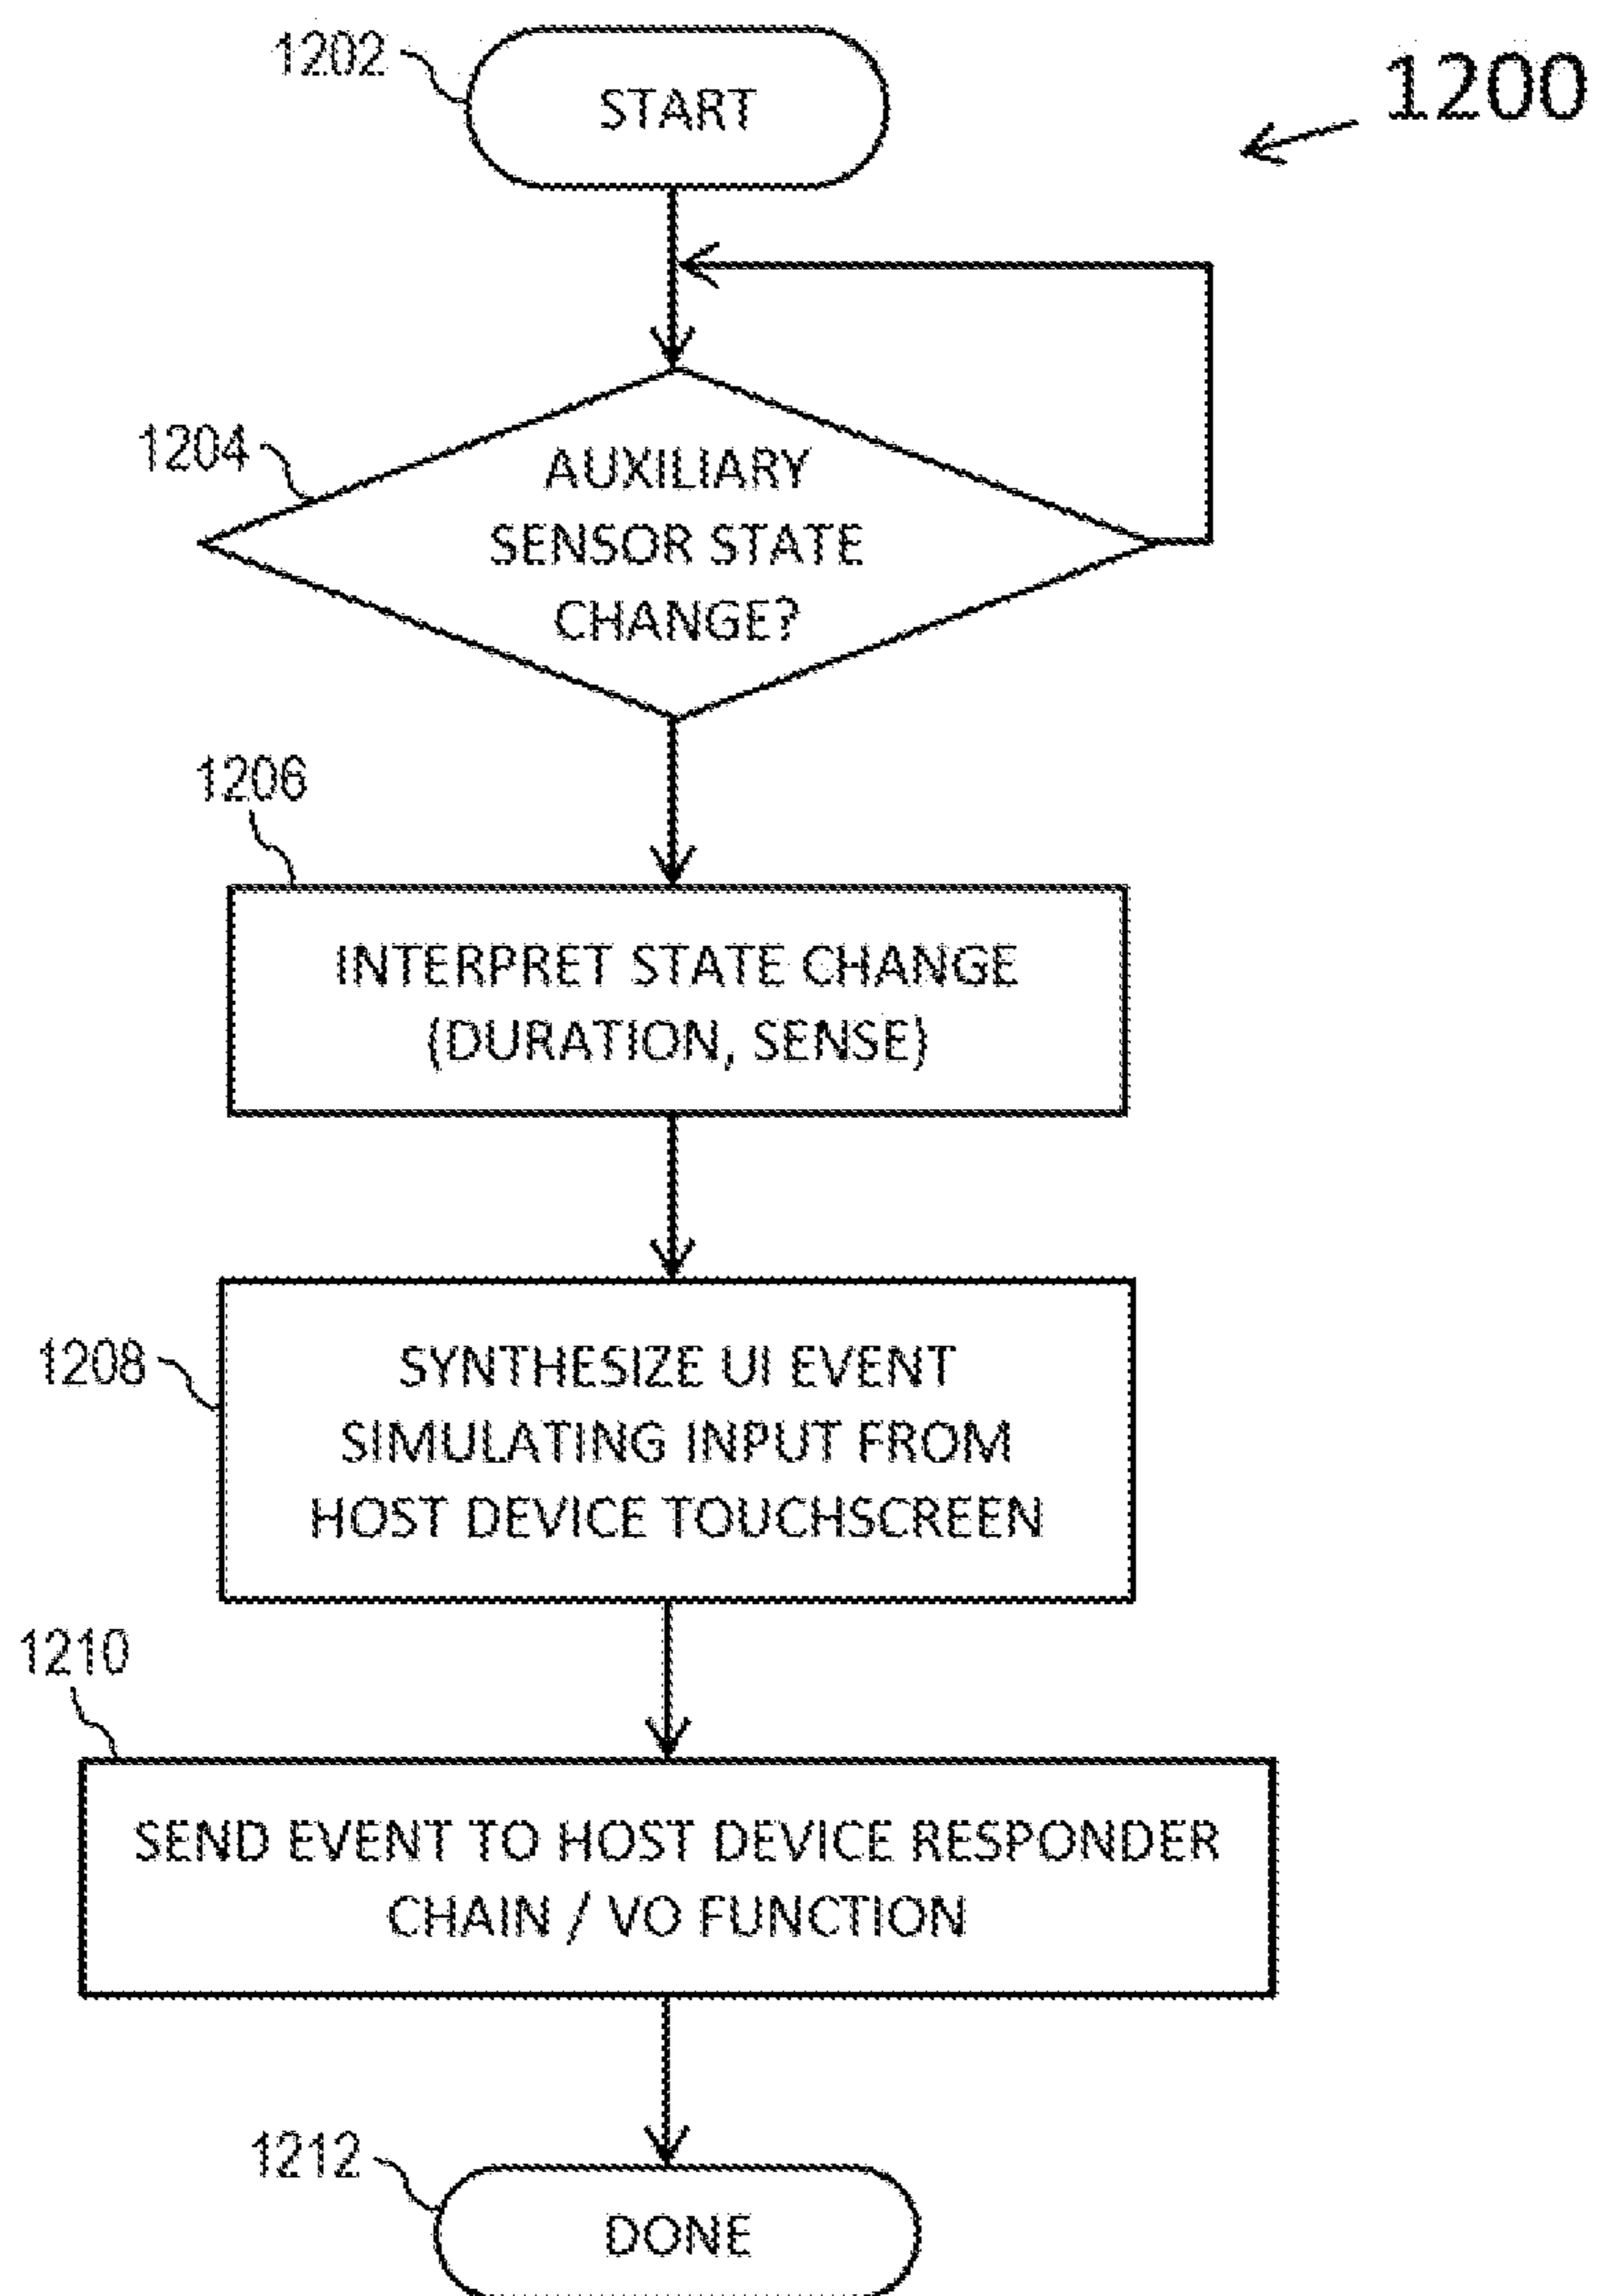 1202
START
1200
1204
AUXILIARY
SENSOR STATE
CHANGE?
1206
INTERPRET STATE CHANGE
(DURATION, SENSE)
1208
SYNTHESIZE UI EVENT
SIMULATING INPUT FROM
HOST DEVICE TOUCHSCREEN
1210
SEND EVENT TO HOST DEVICE RESPONDER
CHAIN / VO FUNCTION
1212
DONE